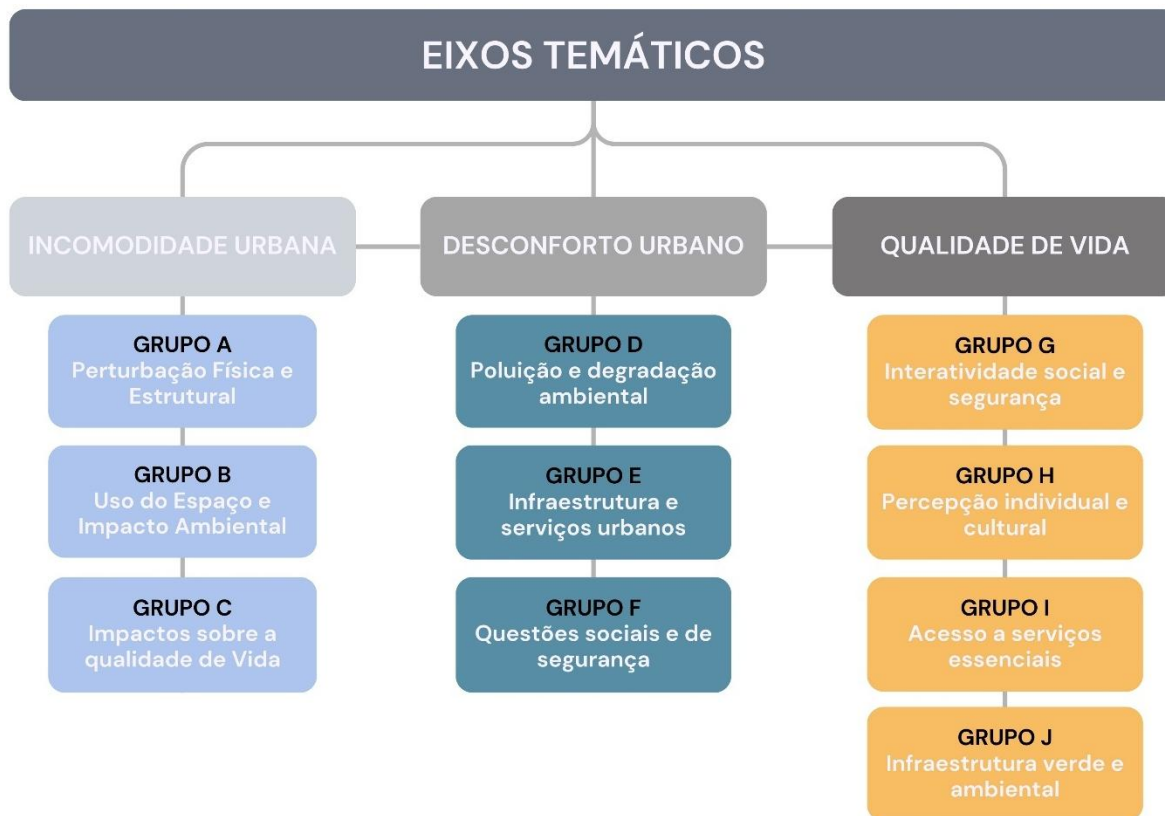 EIXOS TEMÁTICOS
INCOMODIDADE URBANA
DESCONFORTO URBANO
QUALIDADE DE VIDA
GRUPO A
Perturbação Física e
Estrutural
GRUPO B
Uso do Espaço e
Impacto Ambiental
GRUPO C
Impactos sobre a
qualidade de Vida
GRUPO D
Poluição e degradação
ambiental
GRUPO E
Infraestrutura e
serviços urbanos
GRUPO F
Questões sociais e de
segurança
GRUPO G
Interatividade social e
segurança
GRUPO H
Percepção individual e
cultural
GRUPO I
Acesso a serviços
essenciais
GRUPO J
Infraestrutura verde e
ambiental